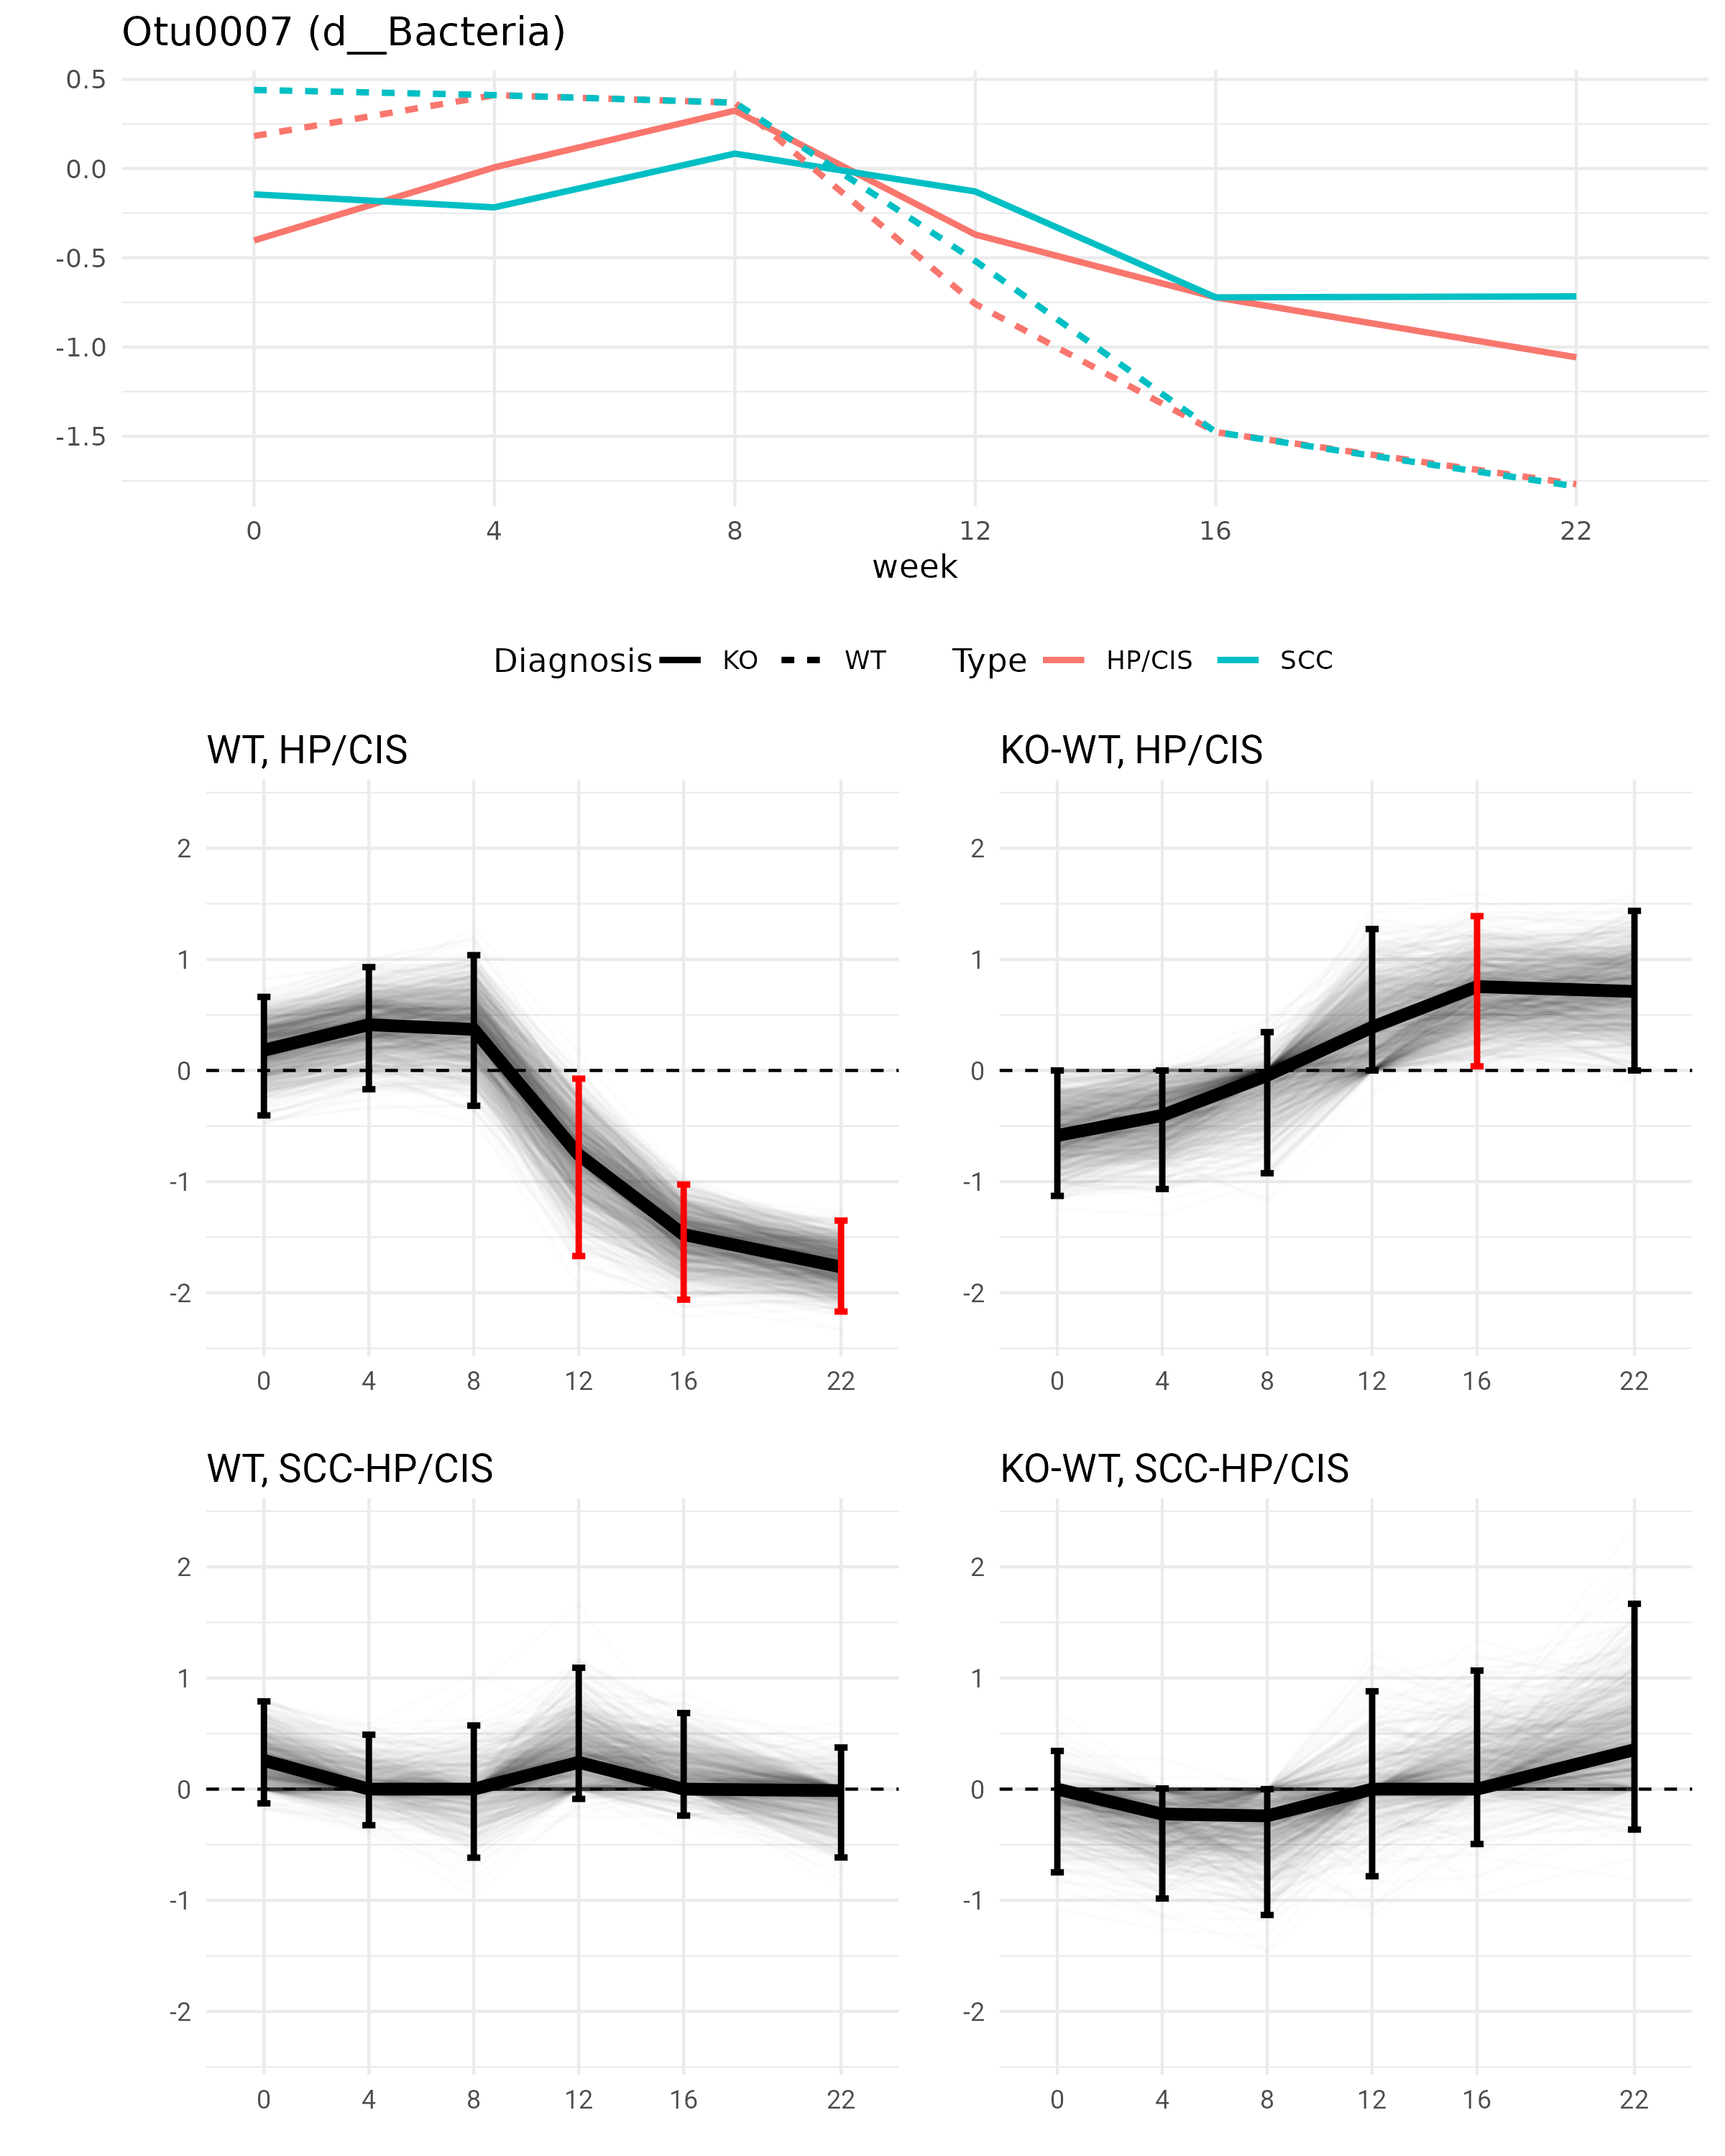 Otu0007 (d__Bacteria)
0.5
0.0
-0.5
-1.0
-1.5
0 4 8 12 16 22
week
Diagnosis KO WT Type HP/CIS SCC
WT, HP/CIS
2
1
0
-1
-2
0 4 8 12 16 22
KO-WT, HP/CIS
2
1
0
-1
-2
0 4 8 12 16 22
WT, SCC-HP/CIS
2
1
0
-1
-2
0 4 8 12 16 22
KO-WT, SCC-HP/CIS
2
1
0
-1
-2
0 4 8 12 16 22